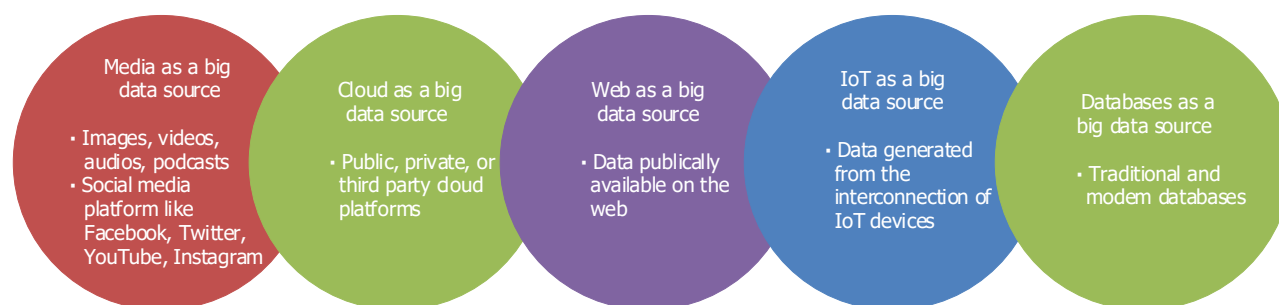 Media as a big
data source
· Images, videos,
audios, podcasts
· Social media
platform like
Facebook, Twitter,
YouTube, Instagram
Cloud as a big
data source
· Public, private, or
third party cloud
platforms
Web as a big
data source
· Data publically
available on the
web
IoT as a big
data source
· Data generated
from the
interconnection of
IoT devices
Databases as a
big data source
· Traditional and
modem databases